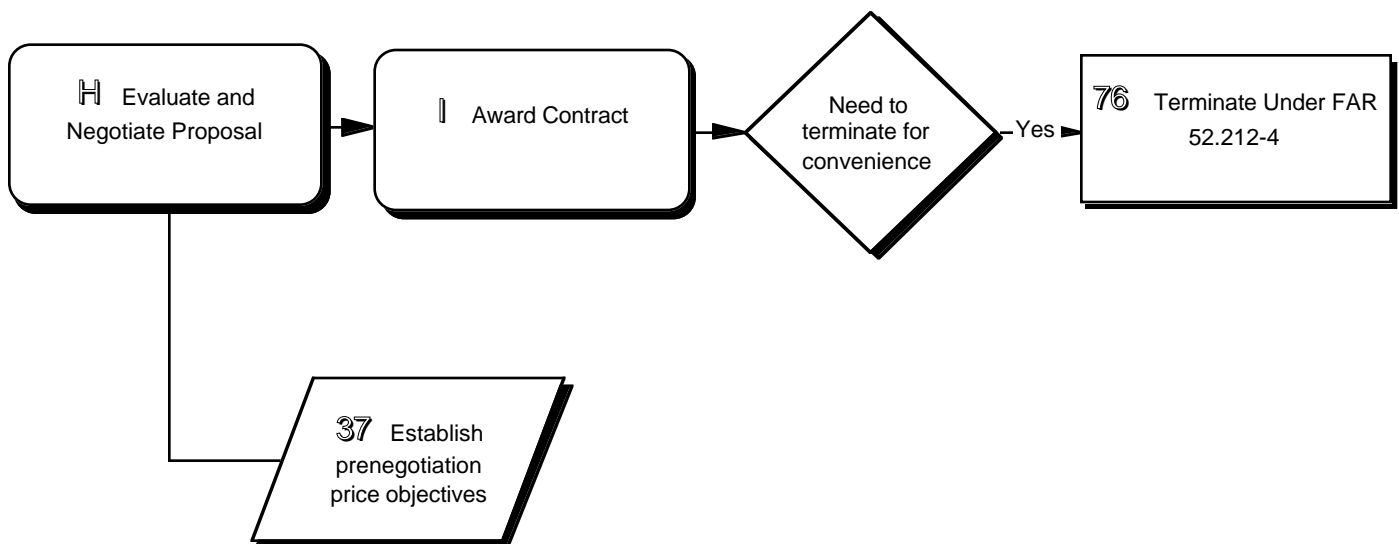 H Evaluate and
Negotiate Proposal
I Award Contract
Need to
terminate for
convenience
Yes
76 Terminate Under FAR
52.212-4
37 Establish
prenegotiation
price objectives